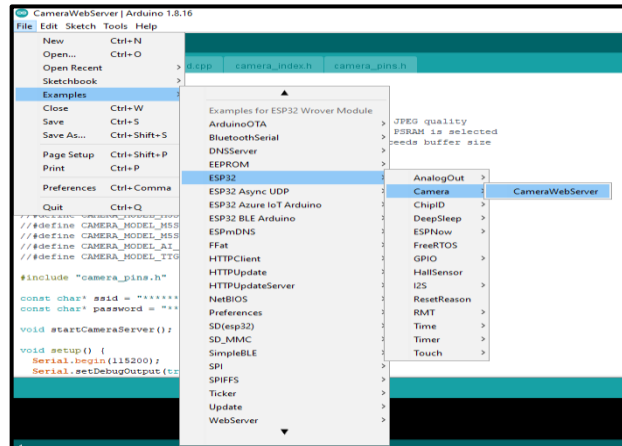 CameraWebServer | Arduino 1.8.16
File Edit Sketch Tools Help
New Ctrl+N
Open... Ctrl+O
Open Recent
Sketchbook
Examples
Close Ctrl+W
Save Ctrl+S
Save As... Ctrl+Shift+S
Page Setup Ctrl+Shift+P
Print Ctrl+P
Preferences Ctrl+Comma
Quit Ctrl+Q
d.cpp camera_index.h camera_pins.h
Examples for ESP32 Wrover Module
ArduinoOTA
BluetoothSerial
DNSServer
EEPROM
ESP32
ESP32 Async UDP
ESP32 Azure IoT Arduino
ESP32 BLE Arduino
ESPmDNS
FFat
HTTPClient
HTTPUpdate
HTTPUpdateServer
NetBIOS
Preferences
SD(esp32)
SD_MMC
SimpleBLE
SPI
SPIFFS
Ticker
Update
WebServer
JPEG quality
PSRAM is selected
ceeds buffer size
AnalogOut
Camera
ChipID
DeepSleep
ESPNow
FreeRTOS
GPIO
HallSensor
I2S
ResetReason
RMT
Time
Timer
Touch
CameraWebServer
//#define CAMERA_MODEL_M5S
//#define CAMERA_MODEL_M5S
//#define CAMERA_MODEL_AI_
//#define CAMERA_MODEL_TTG
#include "camera_pins.h"
const char* ssid = "******
const char* password = "**
void startCameraServer();
void setup() {
Serial.begin(115200);
Serial.setDebugOutput(tr